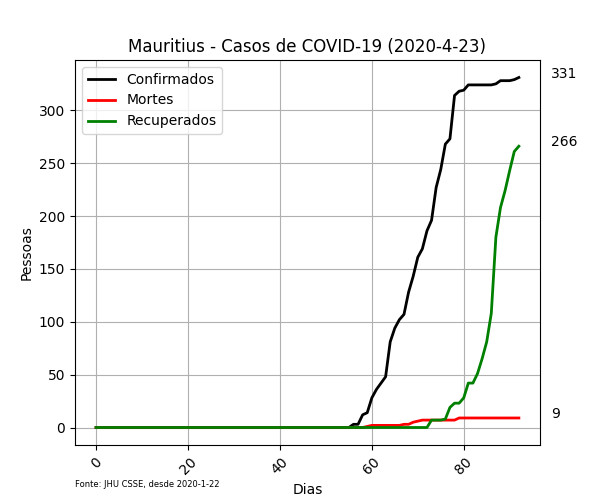 Mauritius - Casos de COVID-19 (2020-4-23)
Confirmados
Mortes
Recuperados
331
266
9
Pessoas
300
250
200
150
100
50
0
0
20
40
60
80
Dias
Fonte: JHU CSSE, desde 2020-1-22